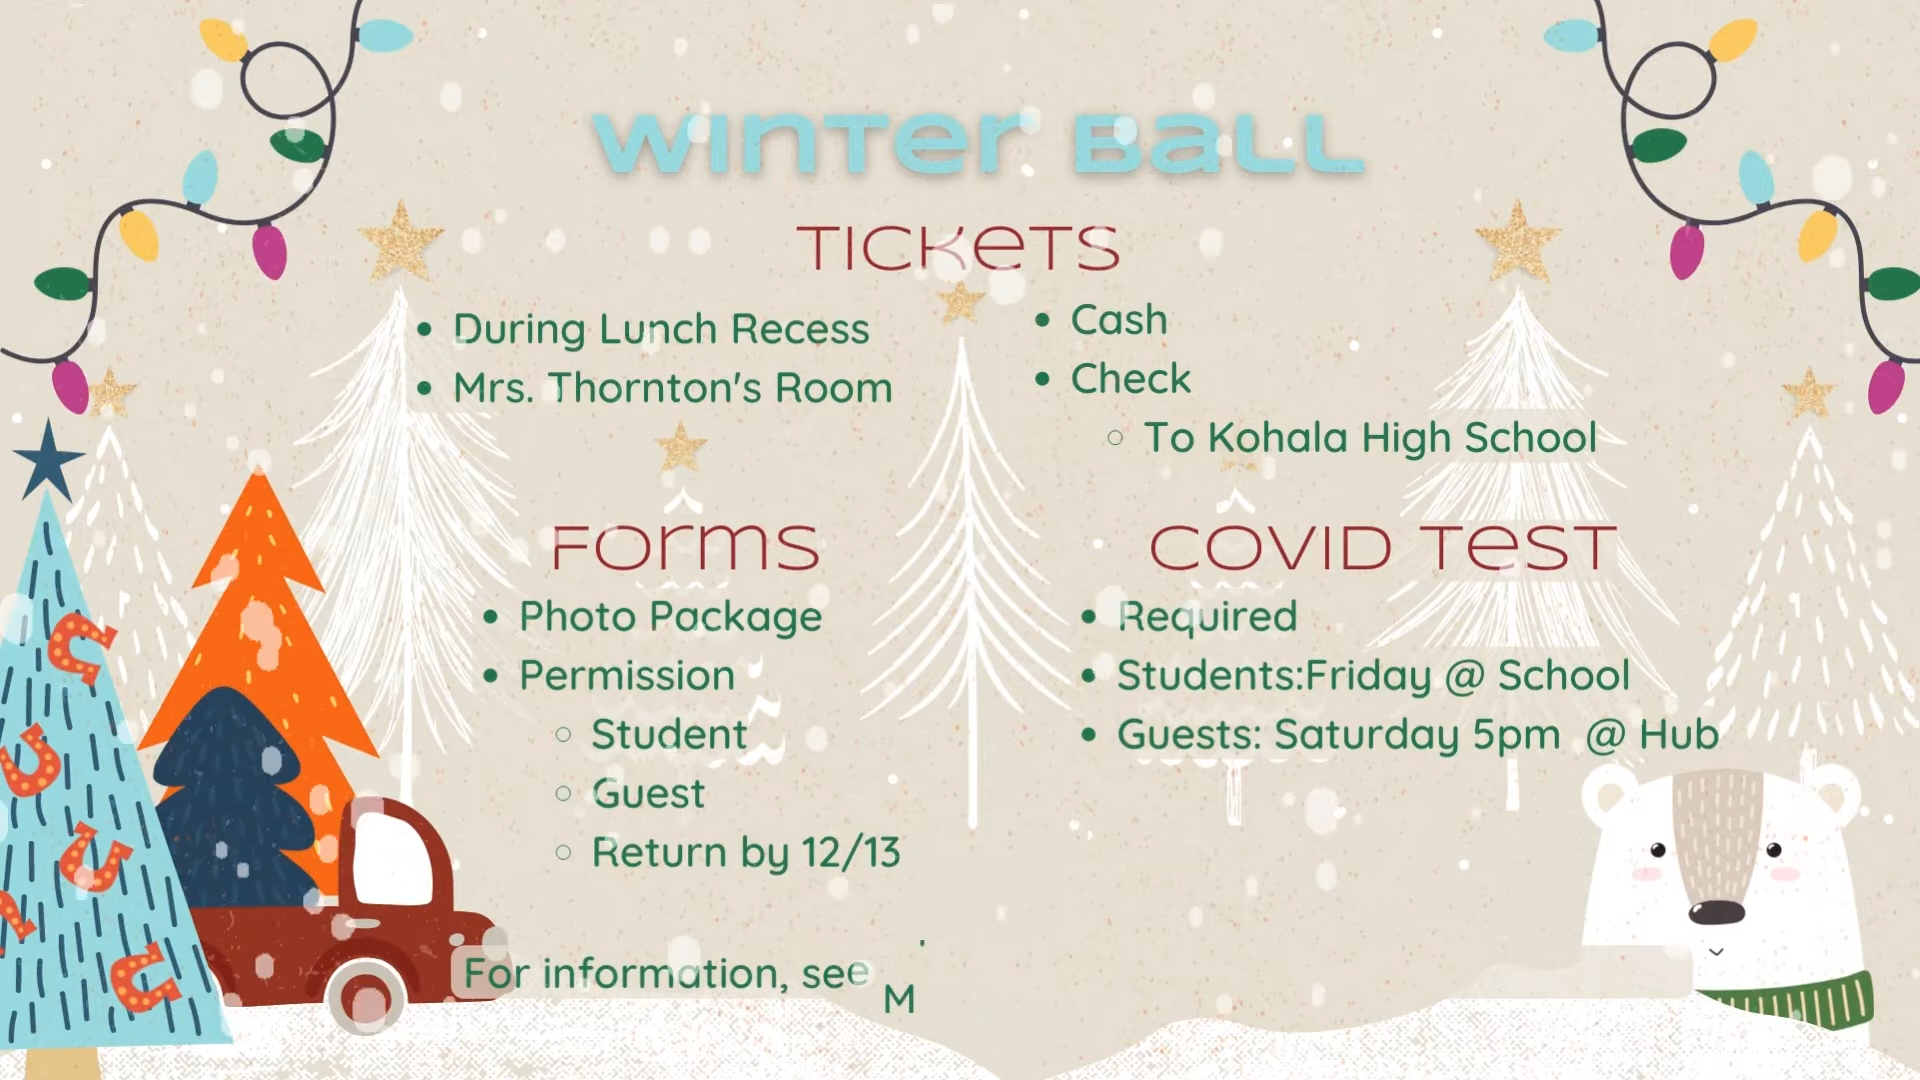 Winter Ball
Tickets
During Lunch Recess
Mrs. Thornton's Room
Cash
Check
To Kohala High School
Forms
Photo Package
Permission
Student
Guest
Return by 12/13
COVID Test
Required
Students:Friday @ School
Guests: Saturday 5pm @ Hub
For information, see M